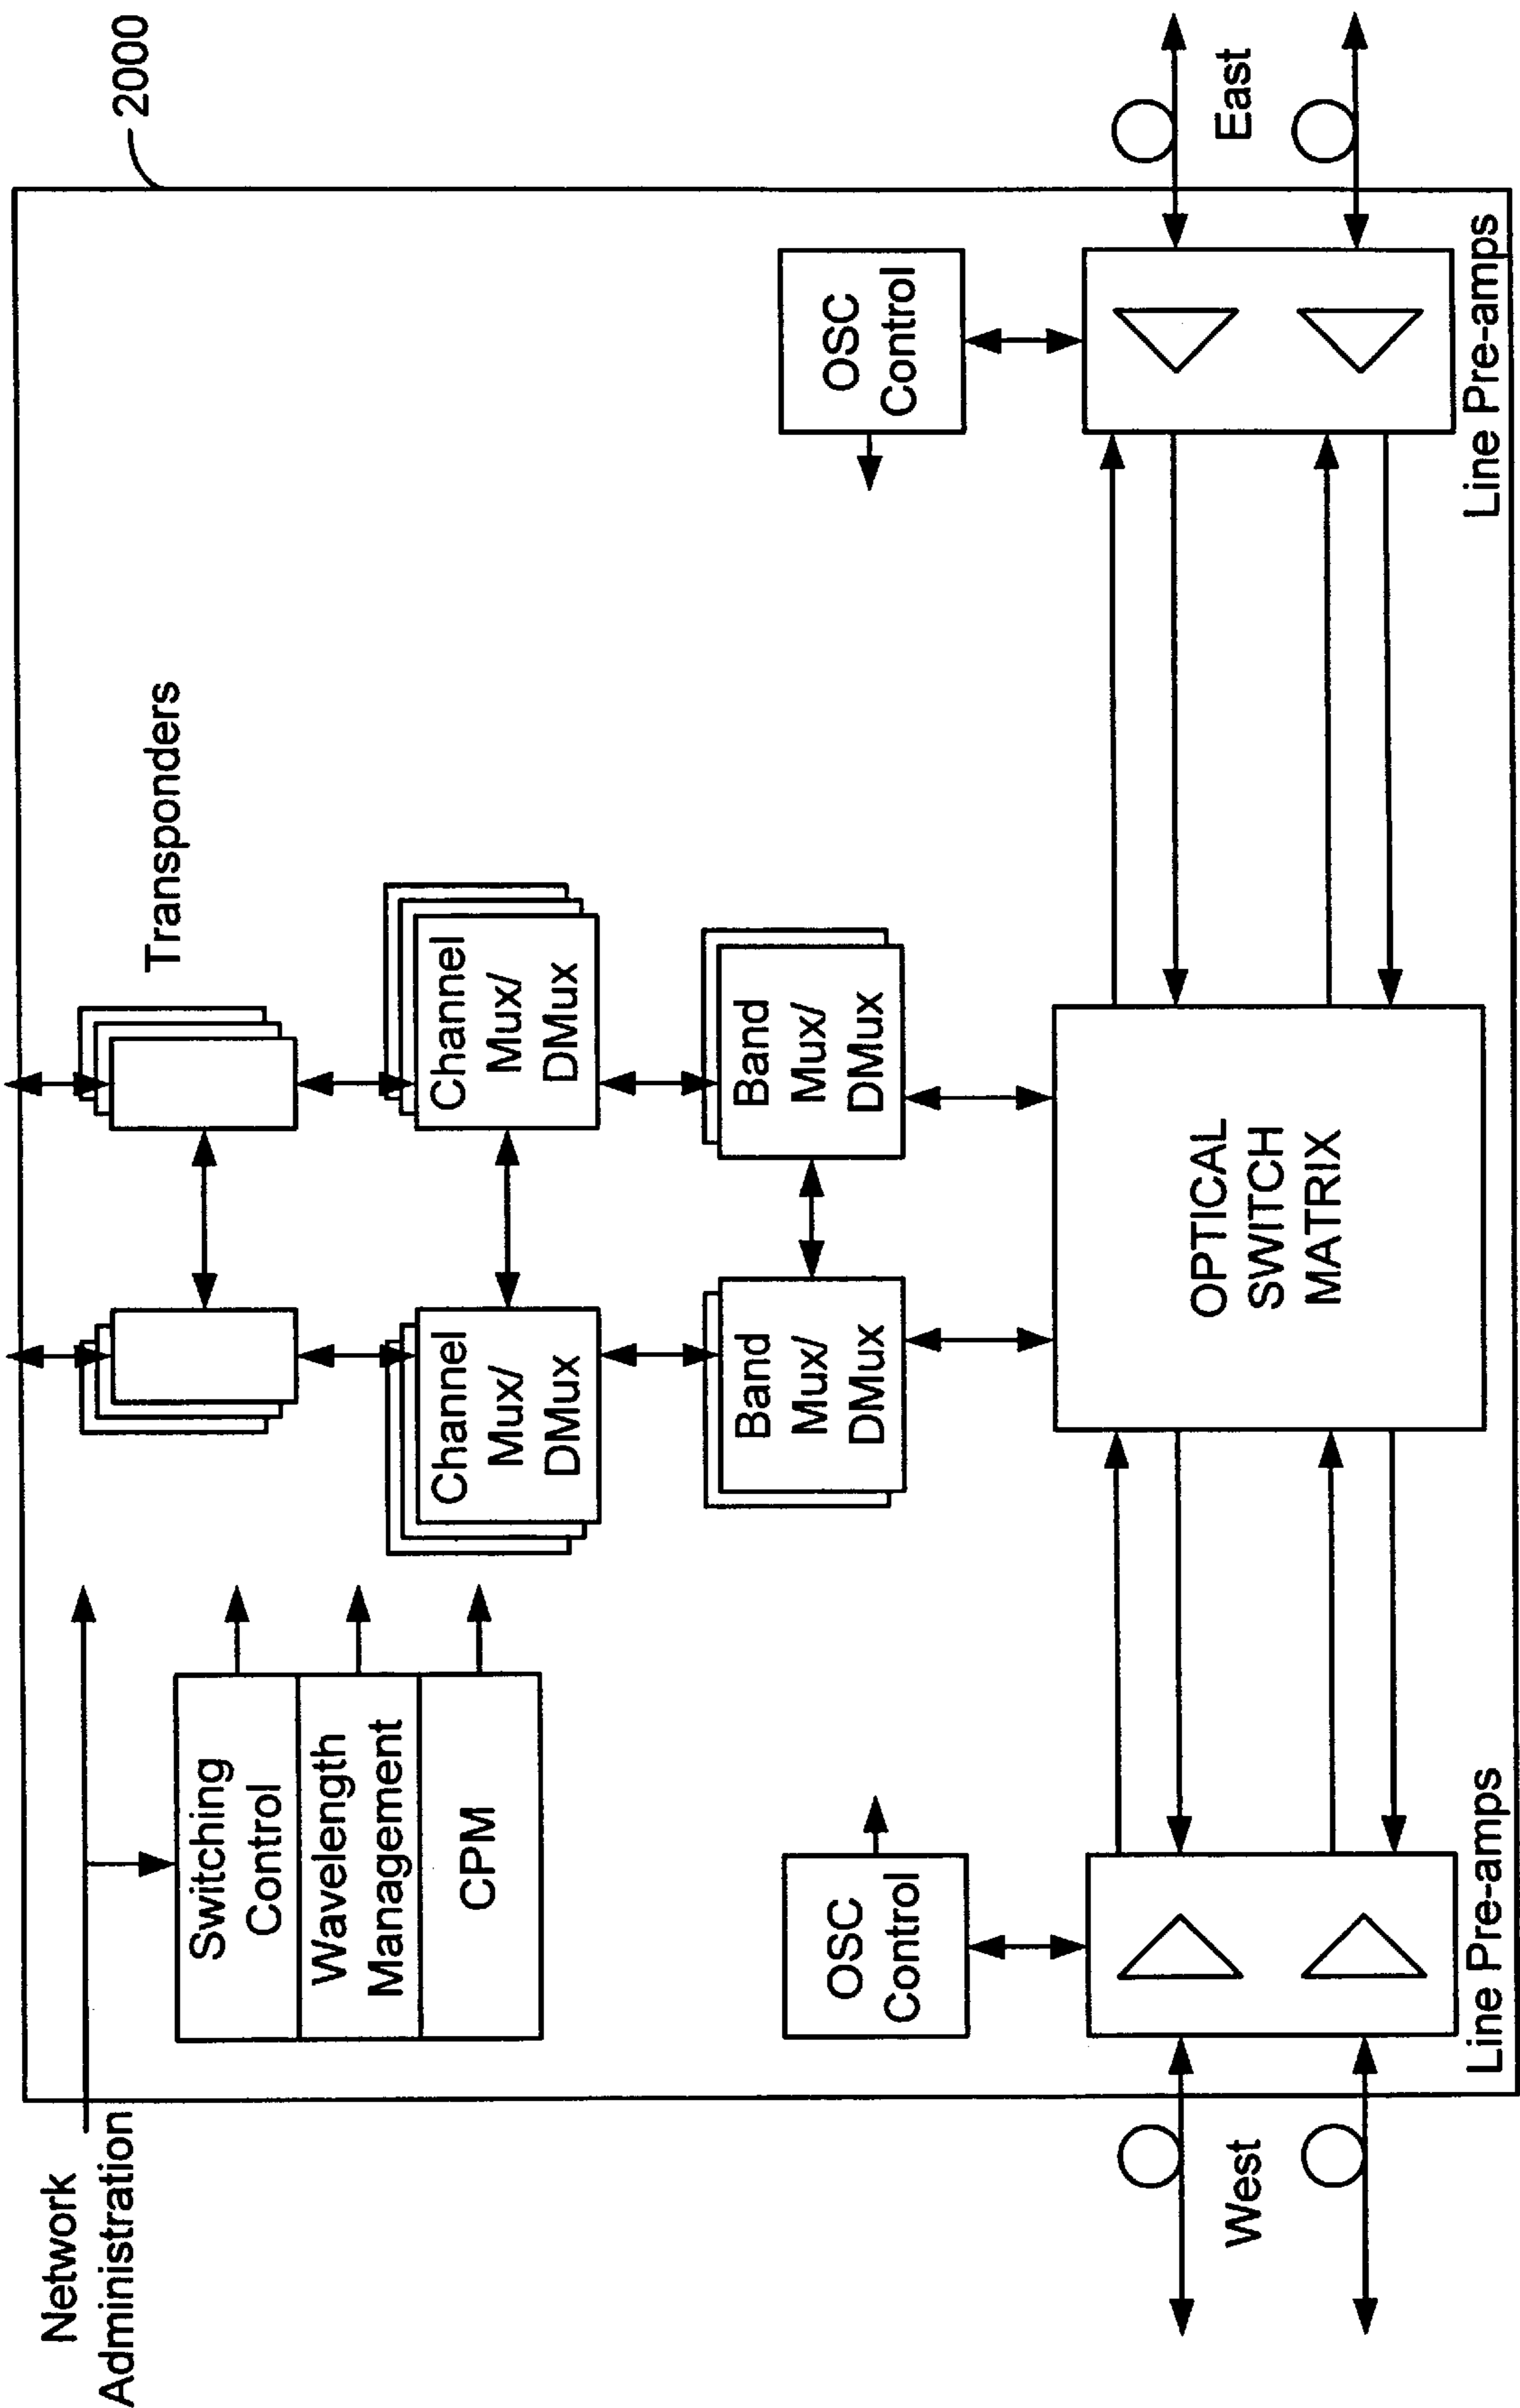 2000
Network
Administration
Transponders
Switching
Control
Wavelength
Management
CPM
Channel
Mux/
DMux
Channel
Mux/
DMux
Band
Mux/
DMux
Band
Mux/
DMux
OSC
Control
OSC
Control
OPTICAL
SWITCH
MATRIX
West
East
Line Pre-amps
Line Pre-amps